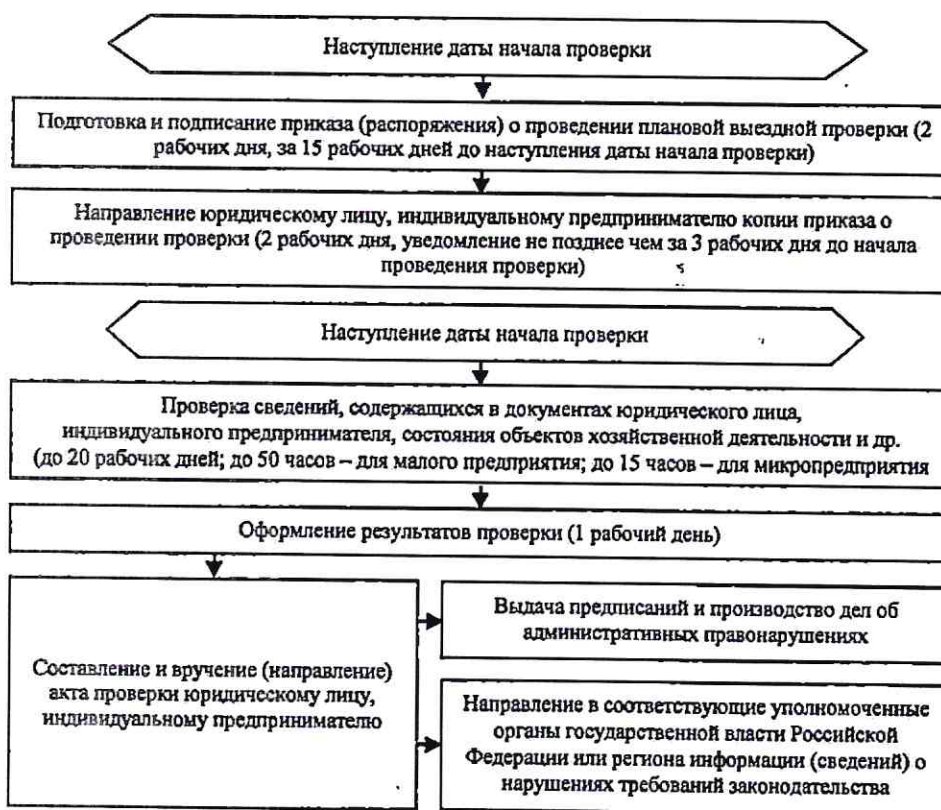 Наступление даты начала проверки
Подготовка и подписание приказа (распоряжения) о проведении плановой выездной проверки (2
рабочих дня, за 15 рабочих дней до наступления даты начала проверки)
Направление юридическому лицу, индивидуальному предпринимателю копии приказа о
проведении проверки (2 рабочих дня, уведомление не позднее чем за 3 рабочих дня до начала
проведения проверки)
Наступление даты начала проверки
Проверка сведений, содержащихся в документах юридического лица,
индивидуального предпринимателя, состояния объектов хозяйственной деятельности и др.
(до 20 рабочих дней; до 50 часов – для малого предприятия; до 15 часов – для микропредприятия
Оформление результатов проверки (1 рабочий день)
Составление и вручение (направление)
акта проверки юридическому лицу,
индивидуальному предпринимателю
Выдача предписаний и производство дел об
административных правонарушениях
Направление в соответствующие уполномоченные
органы государственной власти Российской
Федерации или региона информации (сведений) о
нарушениях требований законодательства